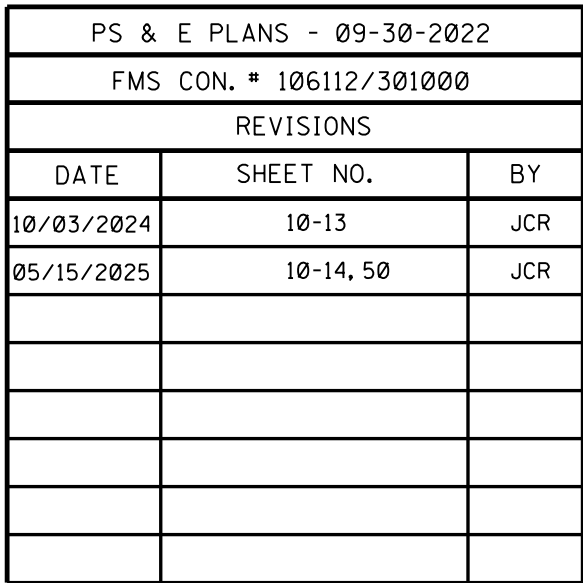 PS & E PLANS - 09-30-2022
FMS CON. # 106112/301000
REVISIONS
DATE SHEET NO. BY
10/03/2024 10-13 JCR
05/15/2025 10-14, 50 JCR